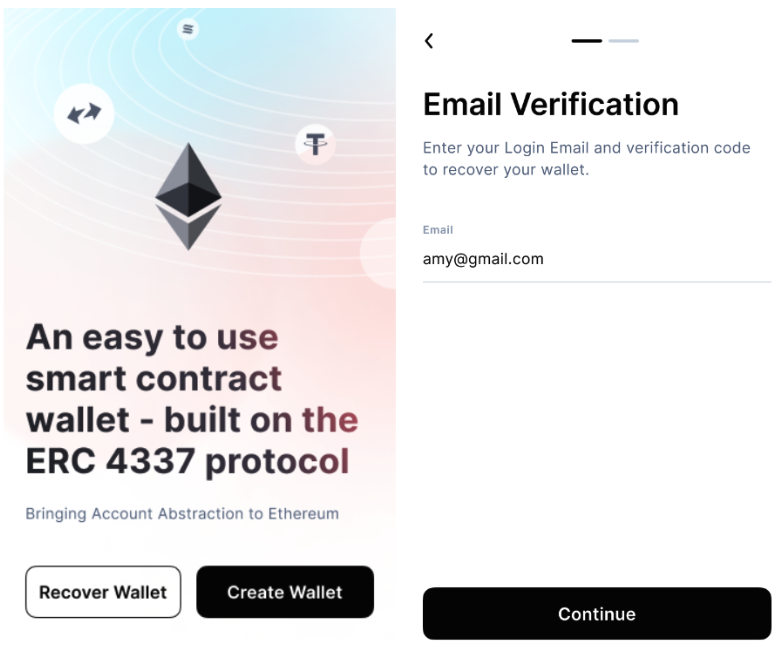 An easy to use
smart contract
wallet - built on the
ERC 4337 protocol
Bringing Account Abstraction to Ethereum
Recover Wallet
Create Wallet
Email Verification
Enter your Login Email and verification code
to recover your wallet.
Email
amy@gmail.com
Continue